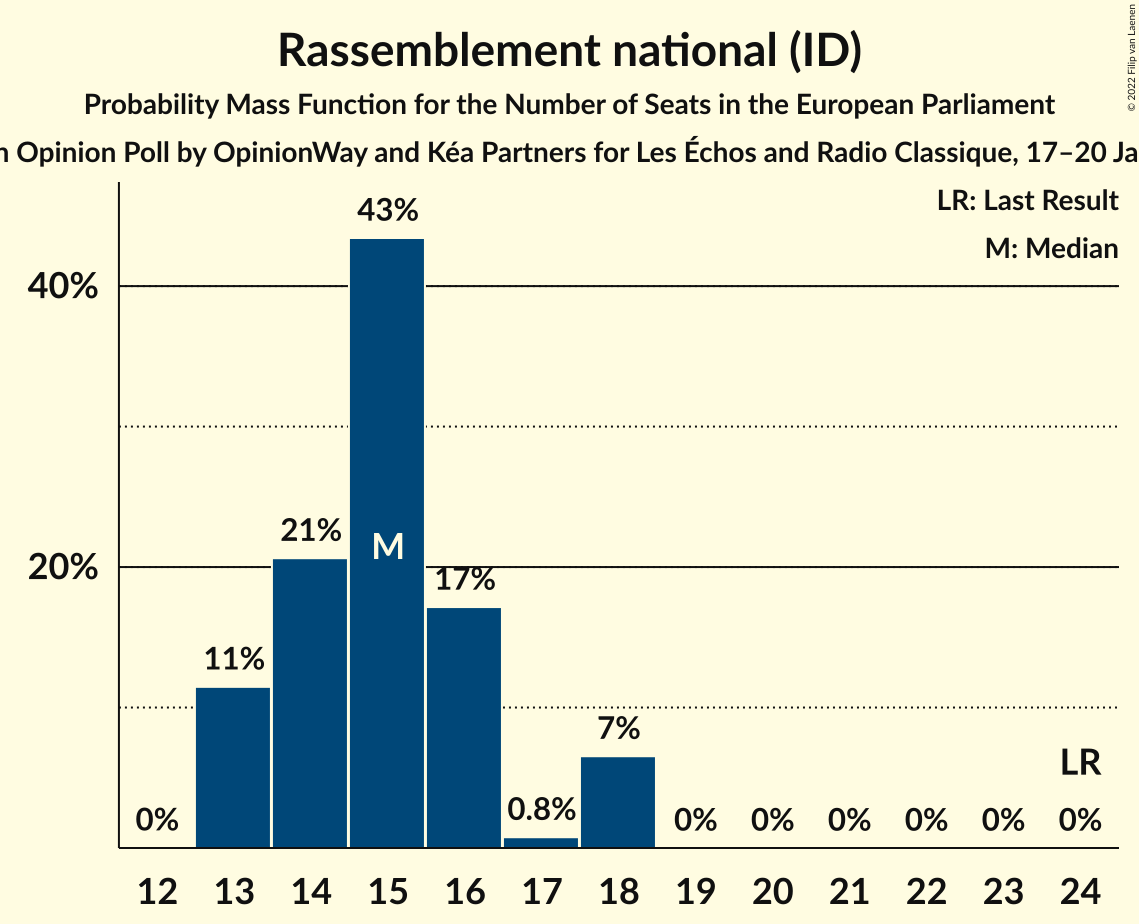 Rassemblement national (ID)
Probability Mass Function for the Number of Seats in the European Parliament
Opinion Poll by OpinionWay and Kéa Partners for Les Échos and Radio Classique, 17–20
© 2022 Filip van Laenen
LR: Last Result
M: Median
43%
40%
21%
M
20%
17%
11%
7%
LR
0%
0.8%
0%
0%
0%
0%
0%
0%
12 13 14 15 16 17 18 19 20 21 22 23 24